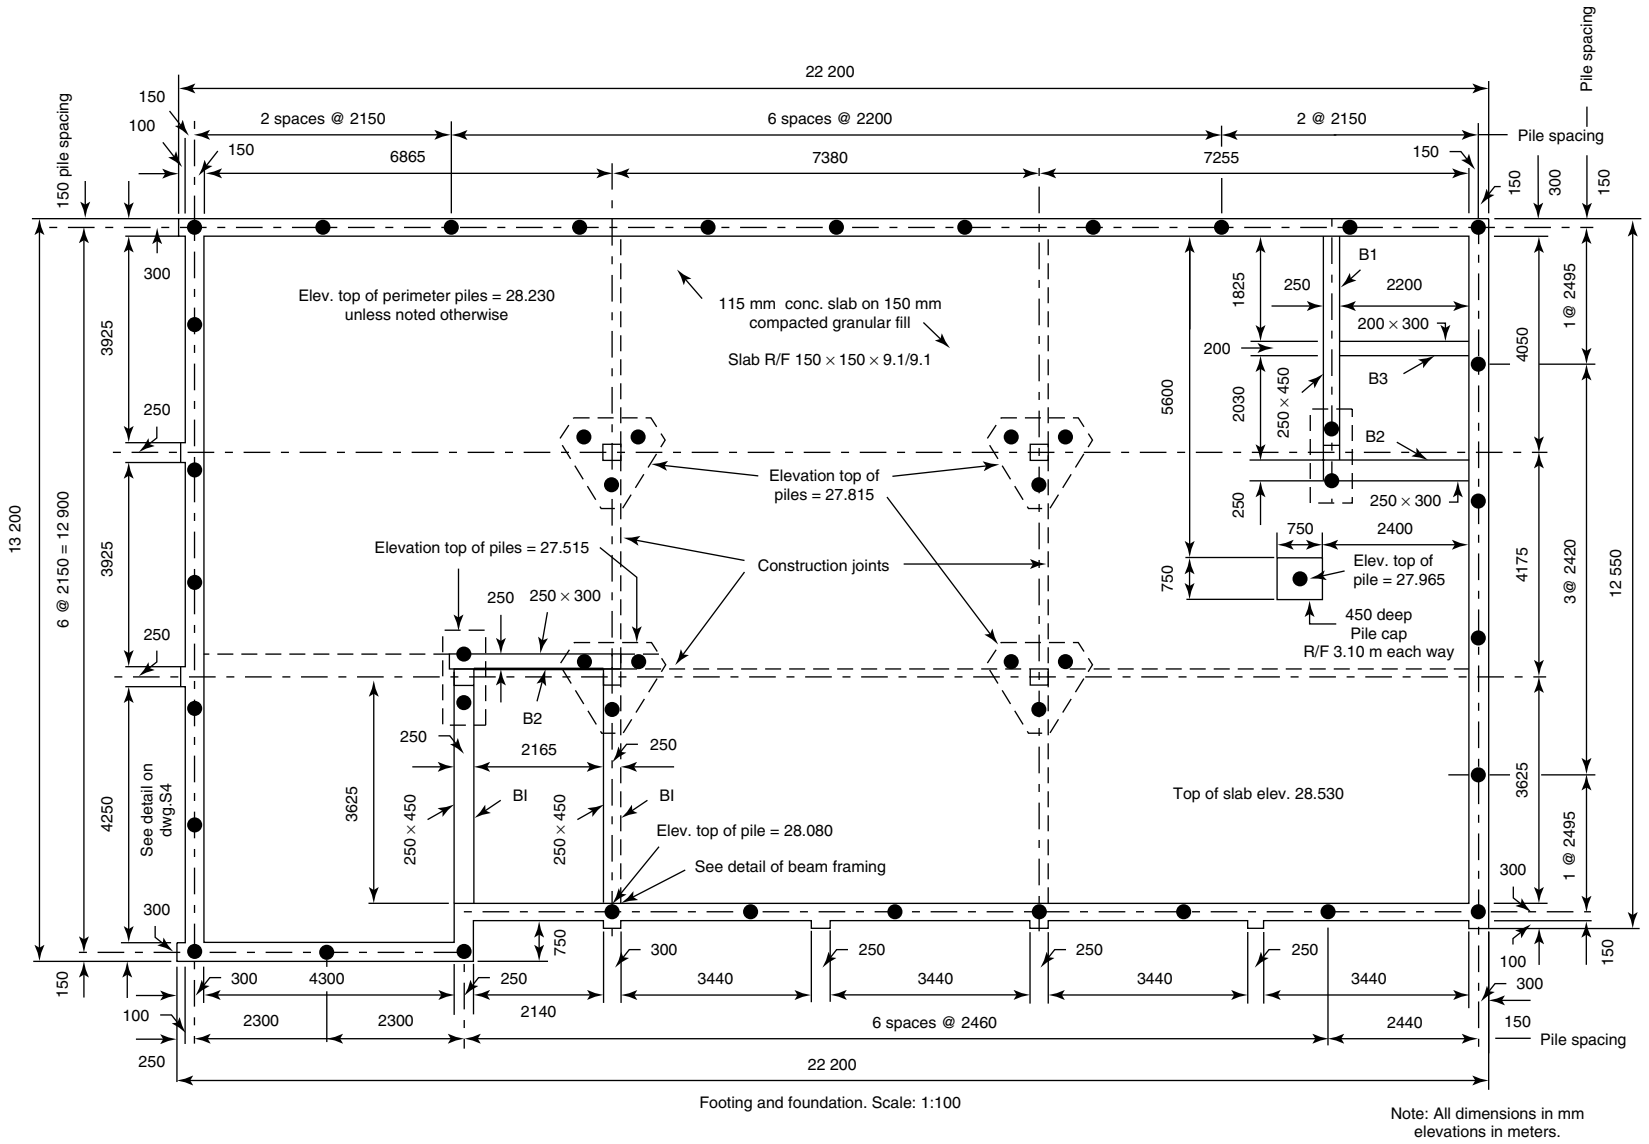 Pile spacing
22 200
150
2 spaces @ 2150
6 spaces @ 2200
2 @ 2150
100
Pile spacing
150 pile spacing
150
6865
7380
7255
150
150
300
150
300
B1
Elev. top of perimeter piles = 28.230
unless noted otherwise
115 mm conc. slab on 150 mm
compacted granular fill
Slab R/F 150 × 150 × 9.1/9.1
1825
250
2200
1@ 2495
200 × 300
3925
200
4050
B3
5600
2030
250 × 450
250
B2
Elevation top of
piles = 27.815
250
250 × 300
13 200
6 @ 2150 = 12 900
3925
Elevation top of piles = 27.515
Construction joints
750
2400
Elev. top of
pile = 27.965
750
4175
3@ 2420
12 550
250
250 × 300
450 deep
Pile cap
R/F 3.10 m each way
250
B2
250
2165
250
See detail on
dwg.S4
4250
3625
250 × 450
BI
250 × 450
BI
Top of slab elev. 28.530
3625
Elev. top of pile = 28.080
See detail of beam framing
1 @ 2495
300
300
750
300
250
250
250
100
150
150
300
4300
250
3440
3440
3440
3440
300
100
2300
2300
2140
6 spaces @ 2460
2440
150
Pile spacing
250
22 200
Footing and foundation. Scale: 1:100
Note: All dimensions in mm
elevations in meters.